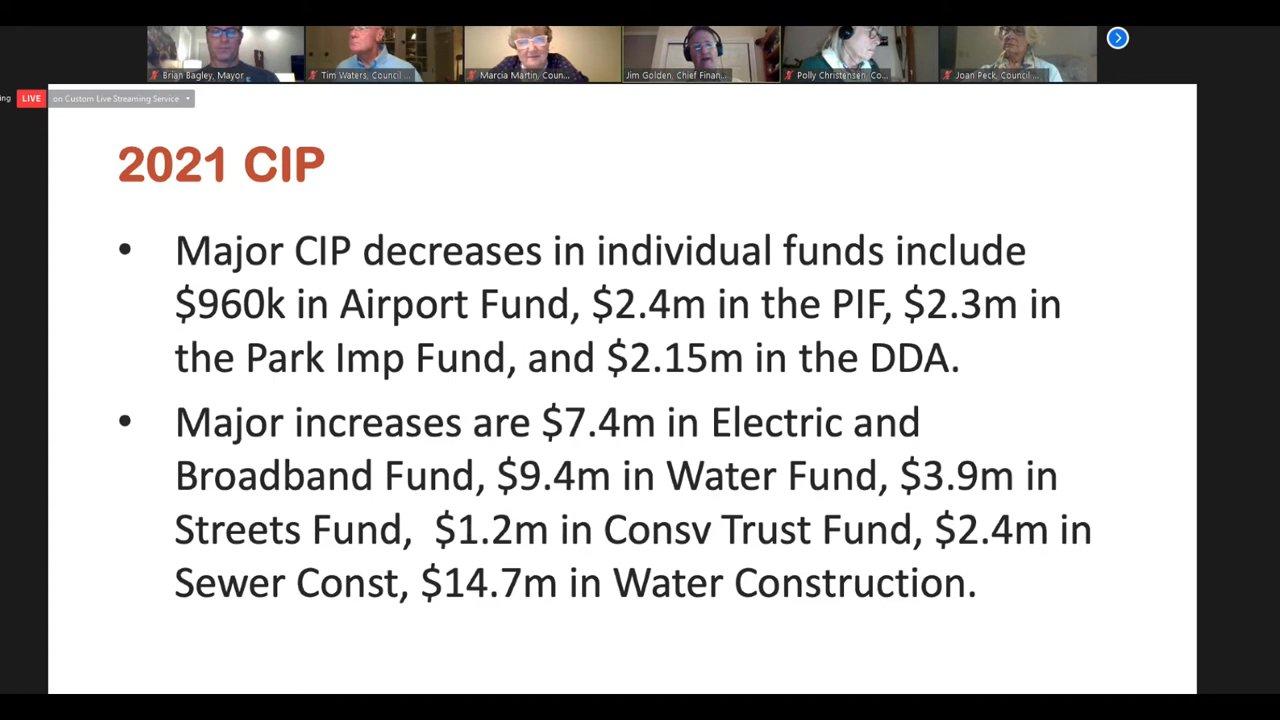 Brian Bagley, Mayor
Tim Waters, Council ...
Marcia Martin, Coun...
Jim Golden, Chief Finan...
Polly Christensen, Co...
Joan Peck, Council ...
ing
LIVE
on Custom Live Streaming Service
2021 CIP
• Major CIP decreases in individual funds include
$960k in Airport Fund, $2.4m in the PIF, $2.3m in
the Park Imp Fund, and $2.15m in the DDA.
• Major increases are $7.4m in Electric and
Broadband Fund, $9.4m in Water Fund, $3.9m in
Streets Fund, $1.2m in Consv Trust Fund, $2.4m in
Sewer Const, $14.7m in Water Construction.